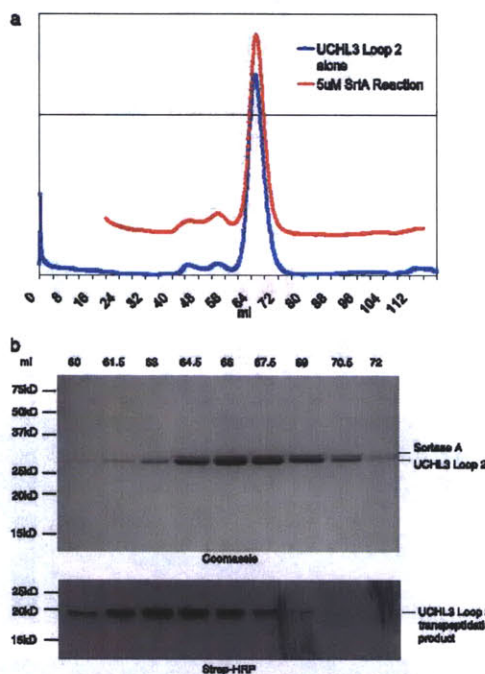 a
UCHL3 Loop 2
alone
5uM SrtA Reaction
0 8 16 24 32 40 48 56 64 72 80 88 96 104 112
ml
b
ml 60 61.5 63 64.5 66 67.5 69 70.5 72
75kD
50kD
37kD
25kD
20kD
15kD
Sortase A
UCHL3 Loop 2
Coomassie
25kD
20kD
15kD
UCHL3 Loop
transpeptidati
product
Strep-HRP